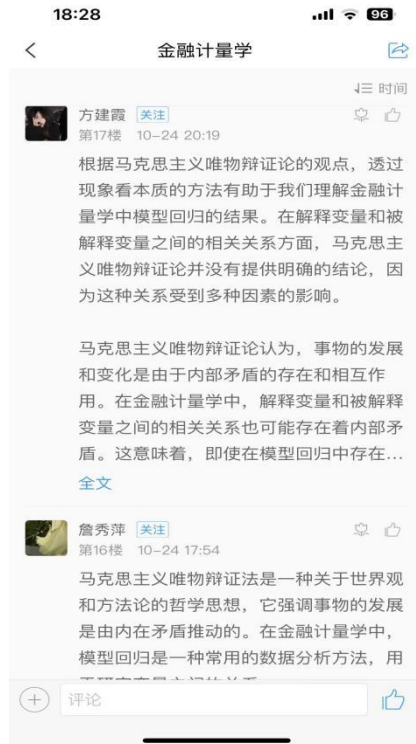 18:28
96
金融计量学
时间
方建霞 关注
第17楼 10-24 20:19
根据马克思主义唯物辩证论的观点，透过
现象看本质的方法有助于我们理解金融计
量学中模型回归的结果。在解释变量和被
解释变量之间的相关关系方面，马克思主
义唯物辩证论并没有提供明确的结论，因
为这种关系受到多种因素的影响。
马克思主义唯物辩证论认为，事物的发展
和变化是由于内部矛盾的存在和相互作
用。在金融计量学中，解释变量和被解释
变量之间的相关关系也可能存在着内部矛
盾。这意味着，即使在模型回归中存在...
全文
詹秀萍 关注
第16楼 10-24 17:54
马克思主义唯物辩证法是一种关于世界观
和方法论的哲学思想，它强调事物的发展
是由内在矛盾推动的。在金融计量学中，
模型回归是一种常用的数据分析方法，用
评论